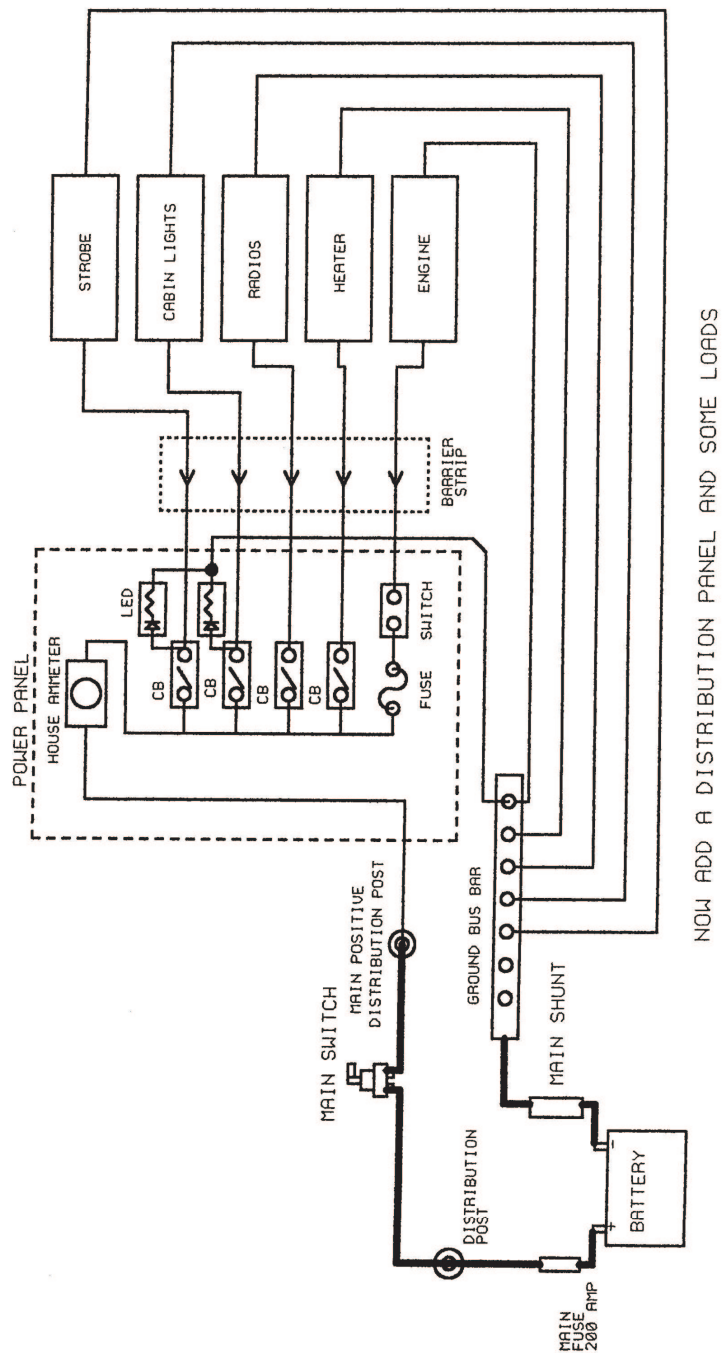 STROBE
CABIN LIGHTS
RADIOS
HEATER
ENGINE
BARRIER
STRIP
POWER PANEL
HOUSE AMMETER
LED
CB
CB
CB
CB
FUSE
SWITCH
MAIN SWITCH
MAIN POSITIVE
DISTRIBUTION POST
GROUND BUS BAR
DISTRIBUTION
POST
MAIN SHUNT
MAIN
FUSE
200 AMP
+
-
BATTERY
NOW ADD A DISTRIBUTION PANEL AND SOME LOADS